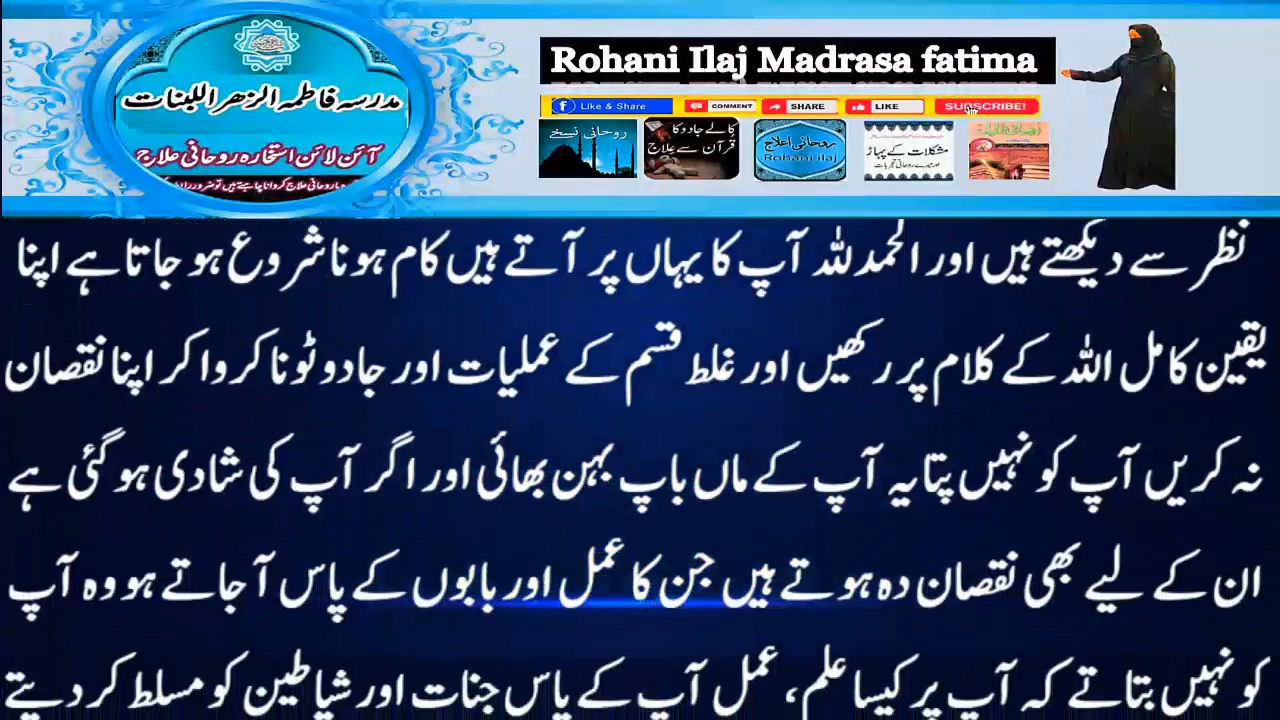 مدرسہ فاطمہ الزھرا للبنات
آن لائن استخارہ روحانی علاج
Rohani Ilaj Madrasa fatima
Like & Share
COMMENT
SHARE
LIKE
SUBSCRIBE!
روحانی نسخے
کالے جادو کا
قرآن سے علاج
روحانی علاج
Rohani ilaj
مشکلات کے پہاڑ
نظر سے دیکھتے ہیں اور الحمدللہ آپ کا یہاں پر آتے ہیں کام ہونا شروع ہو جاتا ہے اپنا
یقین کامل اللہ کے کلام پر رکھیں اور غلط قسم کے عملیات اور جادو ٹونا کروا کر اپنا نقصان
نہ کریں آپ کو نہیں پتا یہ آپ کے ماں باپ بہن بھائی اور اگر آپ کی شادی ہو گئی ہے
ان کے لیے بھی نقصان دہ ہوتے ہیں جن کا عمل اور بابوں کے پاس آ جاتے ہو وہ آپ
کو نہیں بتاتے کہ آپ پر کیسا علم، عمل آپ کے پاس جنات اور شیاطین کو مسلط کر دیتے